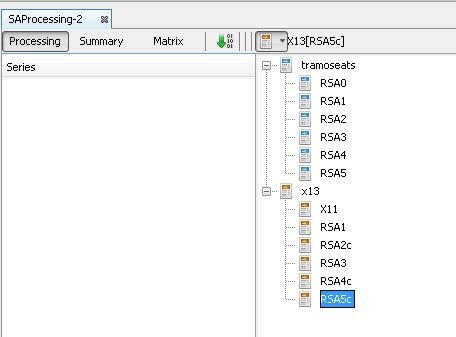 SAProcessing-2
Processing Summary Matrix X13[RSA5c]
Series
tramoseats
RSA0
RSA1
RSA2
RSA3
RSA4
RSA5
x13
X11
RSA1
RSA2c
RSA3
RSA4c
RSA5c